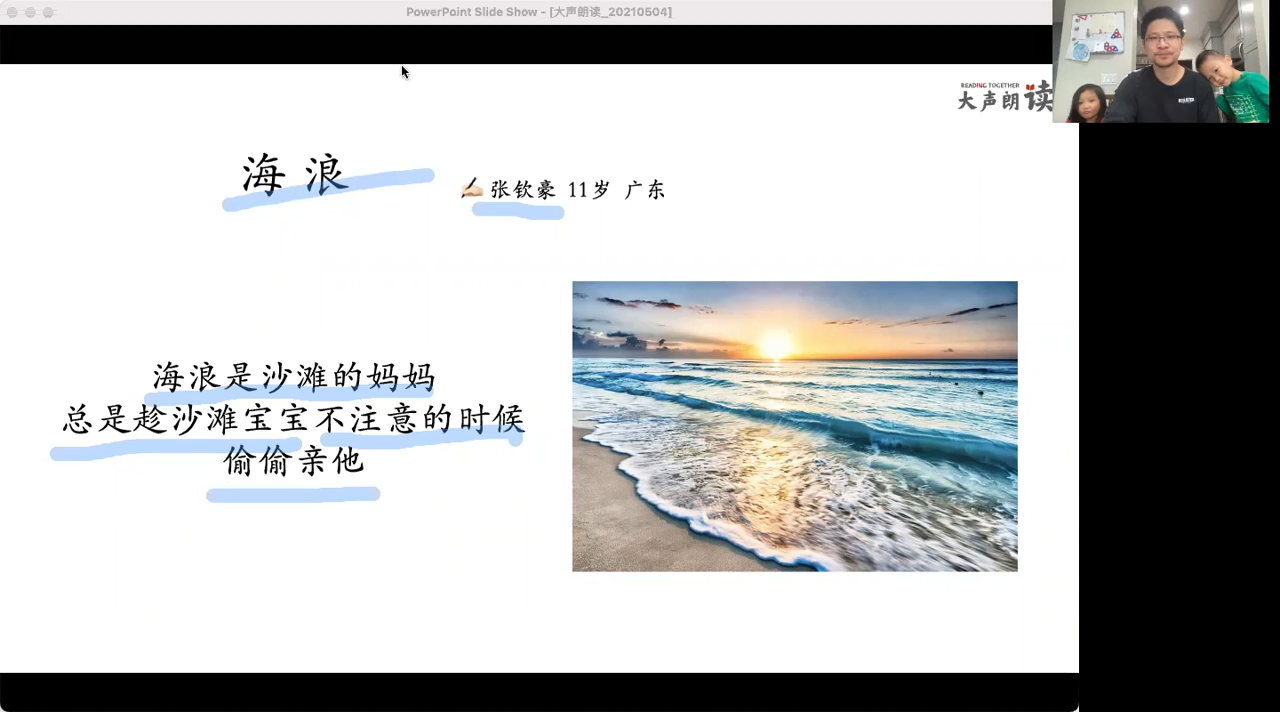 PowerPoint Slide Show - [大声朗读_20210504]
READING TOGETHER
大声朗读
海浪
张钦豪 11岁 广东
海浪是沙滩的妈妈
总是趁沙滩宝宝不注意的时候
偷偷亲他